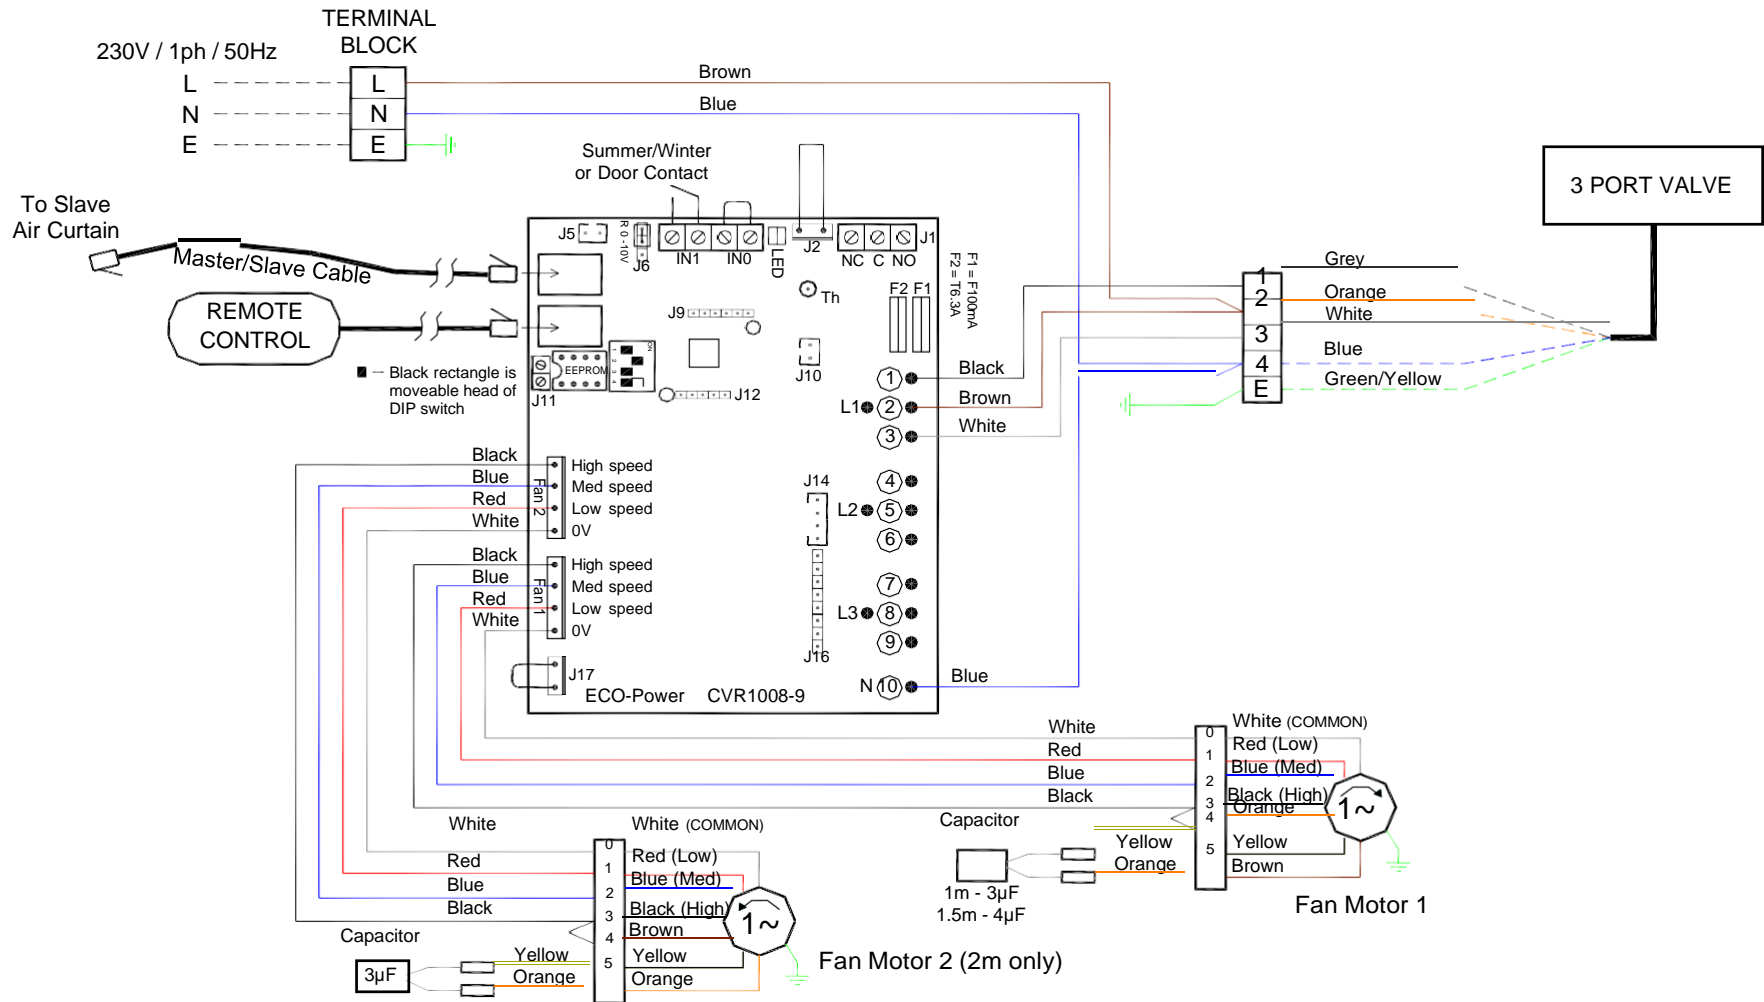 TERMINAL
BLOCK
230V / 1ph / 50Hz
L
N
E
L
N
E
Brown
Blue
Summer/Winter
or Door Contact
3 PORT VALVE
To Slave
Air Curtain
Master/Slave Cable
REMOTE
CONTROL
J5
R 0 -10V
J6
IN1
IN0
LED
J2
NC C NO
J1
F1 = F100mA
F2 = T6.3A
F2 F1
Th
J9
J10
EEPROM
ON
1
2
3
4
J11
J12
Black rectangle is
moveable head of
DIP switch
1
2
3
4
E
Grey
Orange
White
Blue
Green/Yellow
1
Black
L1
2
Brown
3
White
4
L2
5
6
7
L3
8
9
N
10
Blue
J14
J16
Black
High speed
Blue
Med speed
Red
Low speed
White
0V
Fan 2
Black
High speed
Blue
Med speed
Red
Low speed
White
0V
Fan 1
J17
ECO-Power CVR1008-9
White
Red
Blue
Black
0
1
2
3
4
5
White (COMMON)
Red (Low)
Blue (Med)
Black (High)
Orange
Yellow
Brown
1~
Fan Motor 1
Capacitor
Yellow
Orange
1m - 3µF
1.5m - 4µF
White
Red
Blue
Black
0
1
2
3
4
5
White (COMMON)
Red (Low)
Blue (Med)
Black (High)
Brown
Yellow
Orange
1~
Fan Motor 2 (2m only)
Capacitor
3µF
Yellow
Orange